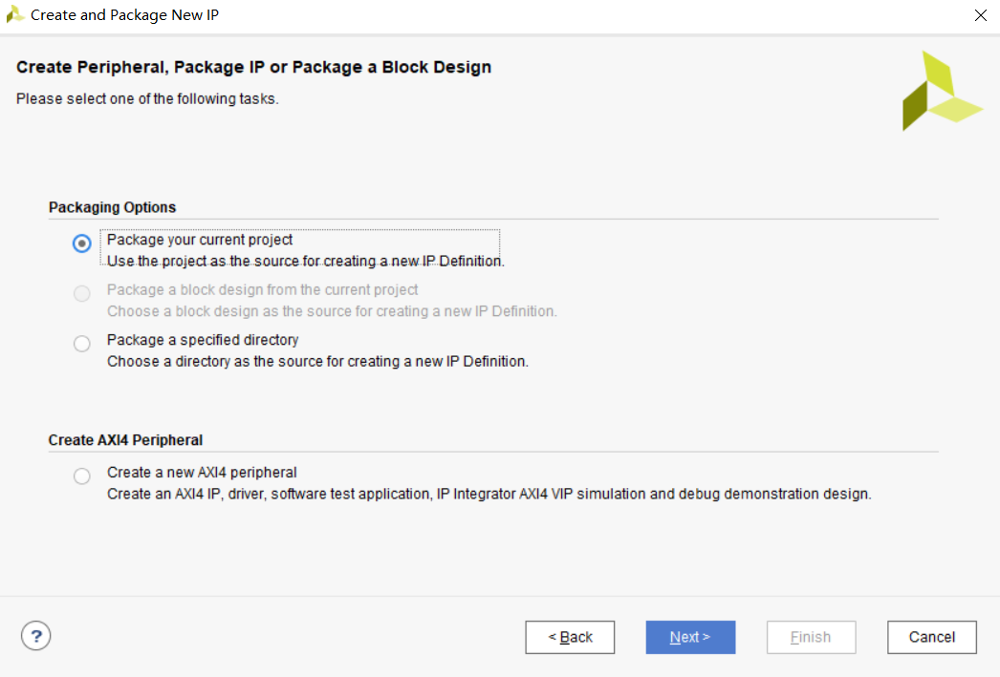 Create and Package New IP
Create Peripheral, Package IP or Package a Block Design
Please select one of the following tasks.
Packaging Options
Package your current project
Use the project as the source for creating a new IP Definition.
Package a block design from the current project
Choose a block design as the source for creating a new IP Definition.
Package a specified directory
Choose a directory as the source for creating a new IP Definition.
Create AXI4 Peripheral
Create a new AXI4 peripheral
Create an AXI4 IP, driver, software test application, IP Integrator AXI4 VIP simulation and debug demonstration design.
?
< Back
Next >
Finish
Cancel